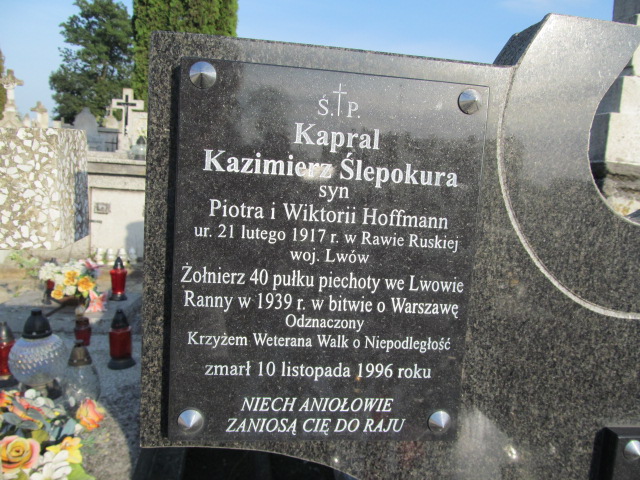 Ś.†P.
Kapral
Kazimierz Ślepokura
syn
Piotra i Wiktorii Hoffmann
ur. 21 lutego 1917 r. w Rawie Ruskiej
woj. Lwów
Żołnierz 40 pułku piechoty we Lwowie
Ranny w 1939 r. w bitwie o Warszawę
Odznaczony
Krzyżem Weterana Walk o Niepodległość
zmarł 10 listopada 1996 roku
NIECH ANIOŁOWIE
ZANIOSĄ CIĘ DO RAJU